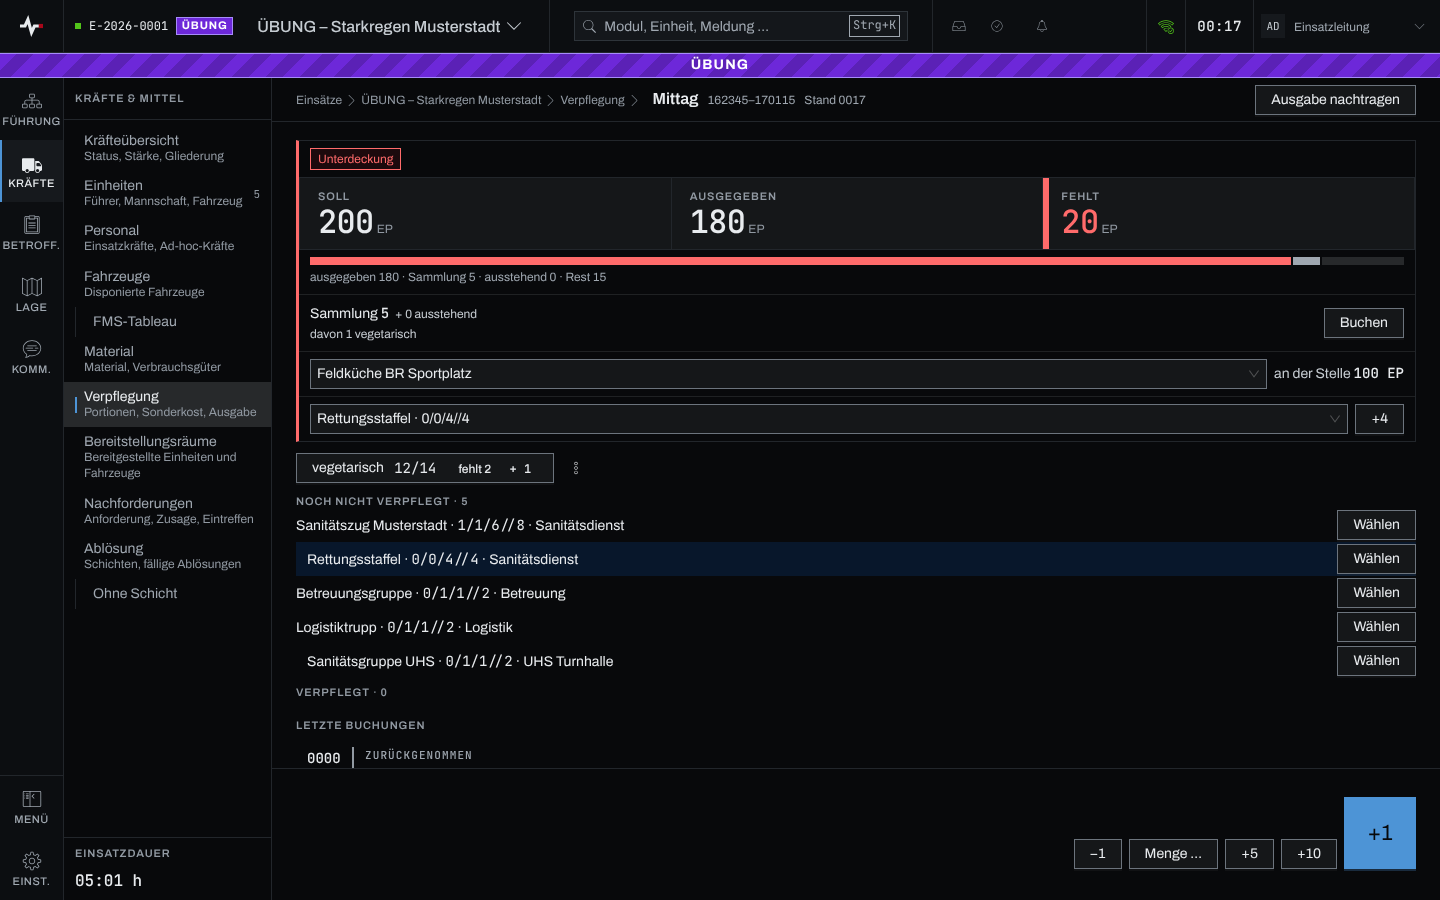 E-2026-0001 ÜBUNG ÜBUNG – Starkregen Musterstadt
Modul, Einheit, Meldung ... Strg+K
00:17 AD Einsatzleitung
ÜBUNG
FÜHRUNG
KRÄFTE
BETROFF.
LAGE
KOMM.
MENÜ
EINST.
KRÄFTE & MITTEL
Kräfteübersicht
Status, Stärke, Gliederung
Einheiten
Führer, Mannschaft, Fahrzeug 5
Personal
Einsatzkräfte, Ad-hoc-Kräfte
Fahrzeuge
Disponierte Fahrzeuge
FMS-Tableau
Material
Material, Verbrauchsgüter
Verpflegung
Portionen, Sonderkost, Ausgabe
Bereitstellungsräume
Bereitgestellte Einheiten und
Fahrzeuge
Nachforderungen
Anforderung, Zusage, Eintreffen
Ablösung
Schichten, fällige Ablösungen
Ohne Schicht
EINSATZDAUER
05:01 h
Einsätze > ÜBUNG – Starkregen Musterstadt > Verpflegung > Mittag 162345–170115 Stand 0017
Ausgabe nachtragen
Unterdeckung
SOLL
200 EP
AUSGEGEBEN
180 EP
FEHLT
20 EP
ausgegeben 180 · Sammlung 5 · ausstehend 0 · Rest 15
Sammlung 5 + 0 ausstehend
davon 1 vegetarisch
Buchen
Feldküche BR Sportplatz
an der Stelle 100 EP
Rettungsstaffel · 0/0/4//4
+4
vegetarisch 12/14 fehlt 2 + 1
NOCH NICHT VERPFLEGT · 5
Sanitätszug Musterstadt · 1/1/6//8 · Sanitätsdienst Wählen
Rettungsstaffel · 0/0/4//4 · Sanitätsdienst Wählen
Betreuungsgruppe · 0/1/1//2 · Betreuung Wählen
Logistiktrupp · 0/1/1//2 · Logistik Wählen
Sanitätsgruppe UHS · 0/1/1//2 · UHS Turnhalle Wählen
VERPFLEGT · 0
LETZTE BUCHUNGEN
0000 ZURÜCKGENOMMEN
−1 Menge ... +5 +10 +1